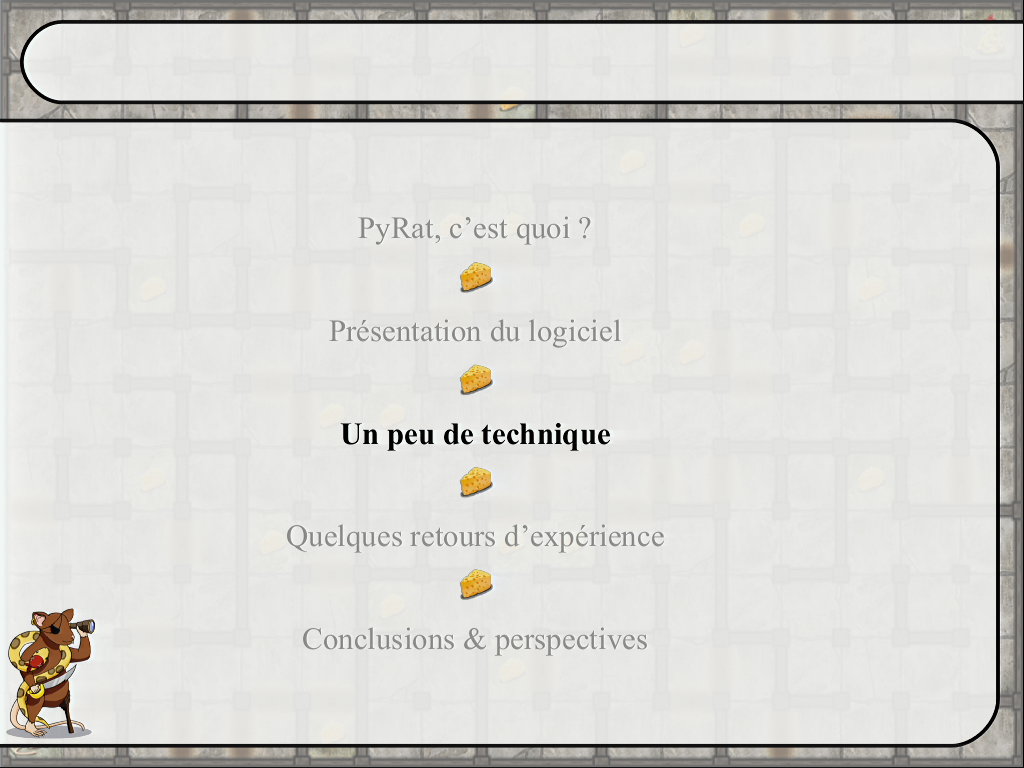 PyRat, c’est quoi ?
Présentation du logiciel
Un peu de technique
Quelques retours d’expérience
Conclusions & perspectives